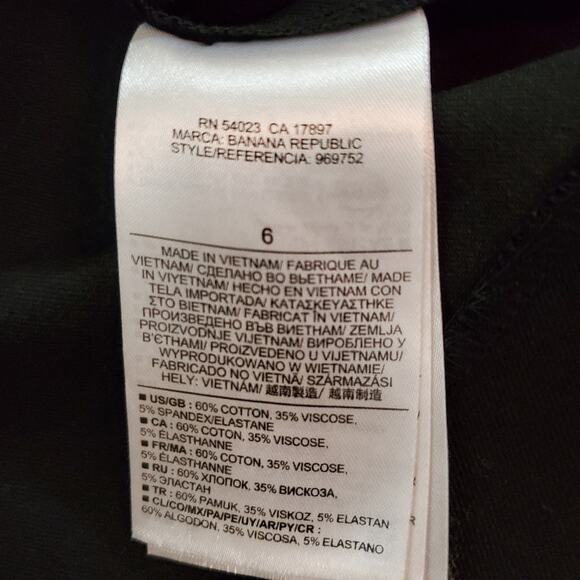 RN 54023 CA 17897
MARCA: BANANA REPUBLIC
STYLE/REFERENCIA: 969752
6
MADE IN VIETNAM/ FABRIQUE AU
VIETNAM/ СДЕЛАНО ВО ВЬЕТНАМЕ/ MADE
IN VIYETNAM/ HECHO EN VIETNAM CON
TELA IMPORTADA/ ΚΑΤΑΣΚΕΥΑΣΤΗΚΕ
ΣΤΟ ΒΙΕΤΝΑΜ/ FABRICAT ÎN VIETNAM/
ПРОИЗВЕДЕНО ВЪВ ВИЕТНАМ/ ZEMLJA
PROIZVODNJE VIJETNAM/ ВИРОБЛЕНО У
В'ЄТНАМІ/ PROIZVEDENO U VIJETNAMU/
WYPRODUKOWANO W WIETNAMIE/
FABRICADO NO VIETNÃ/ SZÁRMAZÁSI
HELY: VIETNÁM/ 越南製造/ 越南制造
■ US/GB : 60% COTTON, 35% VISCOSE,
5% SPANDEX/ELASTANE
■ CA : 60% COTON, 35% VISCOSE,
5% ÉLASTHANNE
■ FR/MA : 60% COTON, 35% VISCOSE,
5% ÉLASTHANNE
■ RU : 60% ХЛОПОК, 35% ВИСКОЗА,
5% ЭЛАСТАН
■ TR : 60% PAMUK, 35% VISKOZ, 5% ELASTAN
■ CL/CO/MX/PA/PE/UY/AR/PY/CR :
60% ALGODON, 35% VISCOSA, 5% ELASTANO